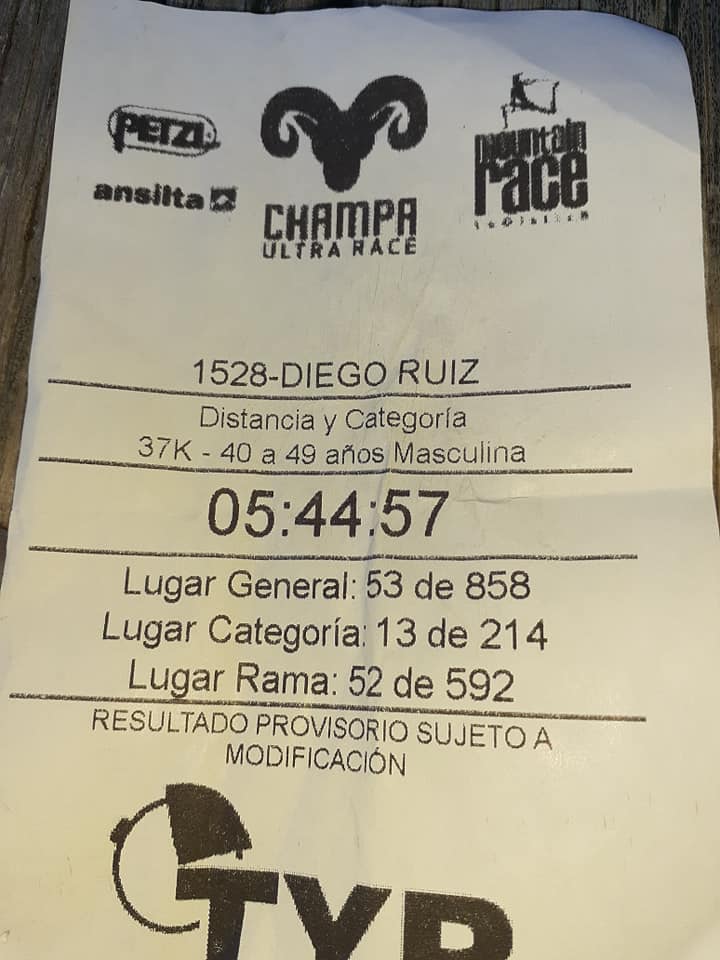 PETZL
ansilta
CHAMPA
ULTRA RACE
mountain
race
1528-DIEGO RUIZ
Distancia y Categoría
37K - 40 a 49 años Masculina
05:44:57
Lugar General: 53 de 858
Lugar Categoría: 13 de 214
Lugar Rama: 52 de 592
RESULTADO PROVISORIO SUJETO A
MODIFICACIÓN
TYR